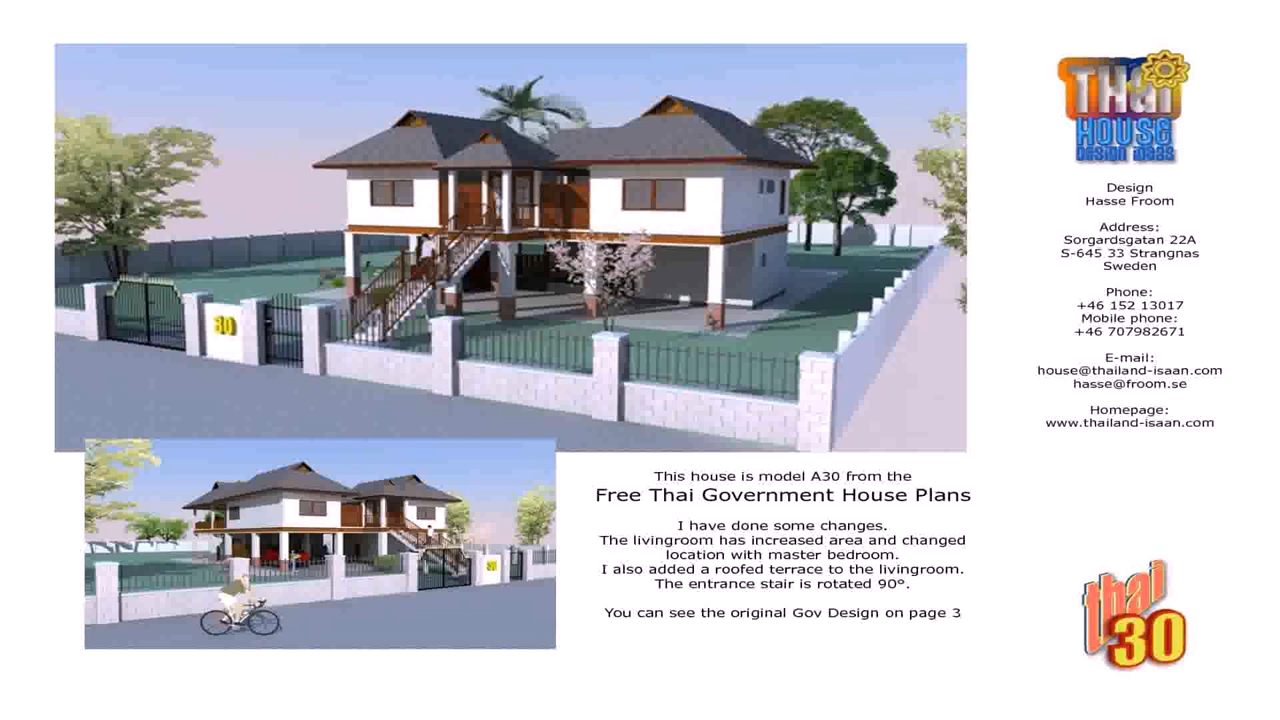 THai
HOUSE
Design ideas
Design
Hasse Froom
Address:
Sorgardsgatan 22A
S-645 33 Strangnas
Sweden
Phone:
+46 152 13017
Mobile phone:
+46 707982671
E-mail:
house@thailand-isaan.com
hasse@froom.se
Homepage:
www.thailand-isaan.com
30
30
This house is model A30 from the
Free Thai Government House Plans
I have done some changes.
The livingroom has increased area and changed
location with master bedroom.
I also added a roofed terrace to the livingroom.
The entrance stair is rotated 90°.
You can see the original Gov Design on page 3
thai
30